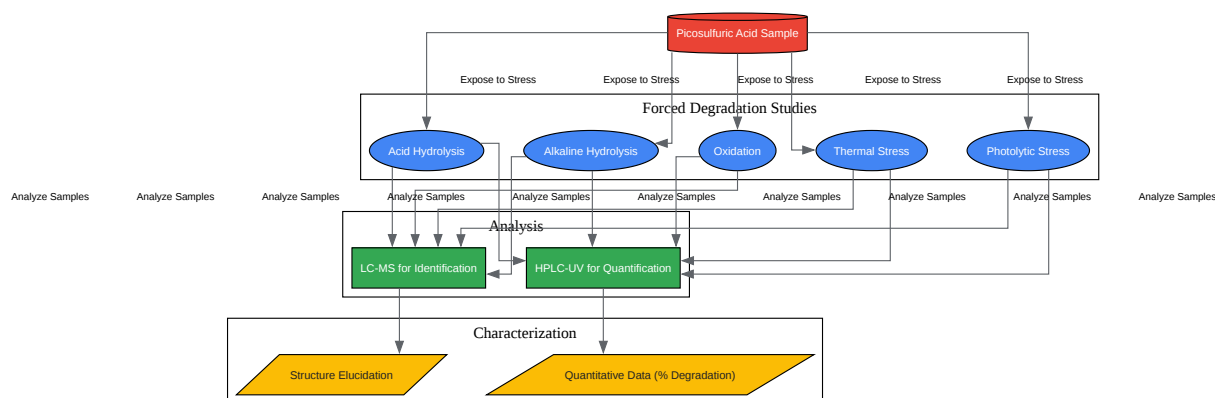 Picosulfuric Acid Sample
Expose to Stress Expose to Stress Expose to Stress Expose to Stress Expose to Stress
Forced Degradation Studies
Acid Hydrolysis Alkaline Hydrolysis Oxidation Thermal Stress Photolytic Stress
Analyze Samples Analyze Samples Analyze Samples Analyze Samples Analyze Samples Analyze Samples Analyze Samples Analyze Samples Analyze Samples Analyze Samples
Analysis
LC-MS for Identification HPLC-UV for Quantification
Characterization
Structure Elucidation Quantitative Data (% Degradation)